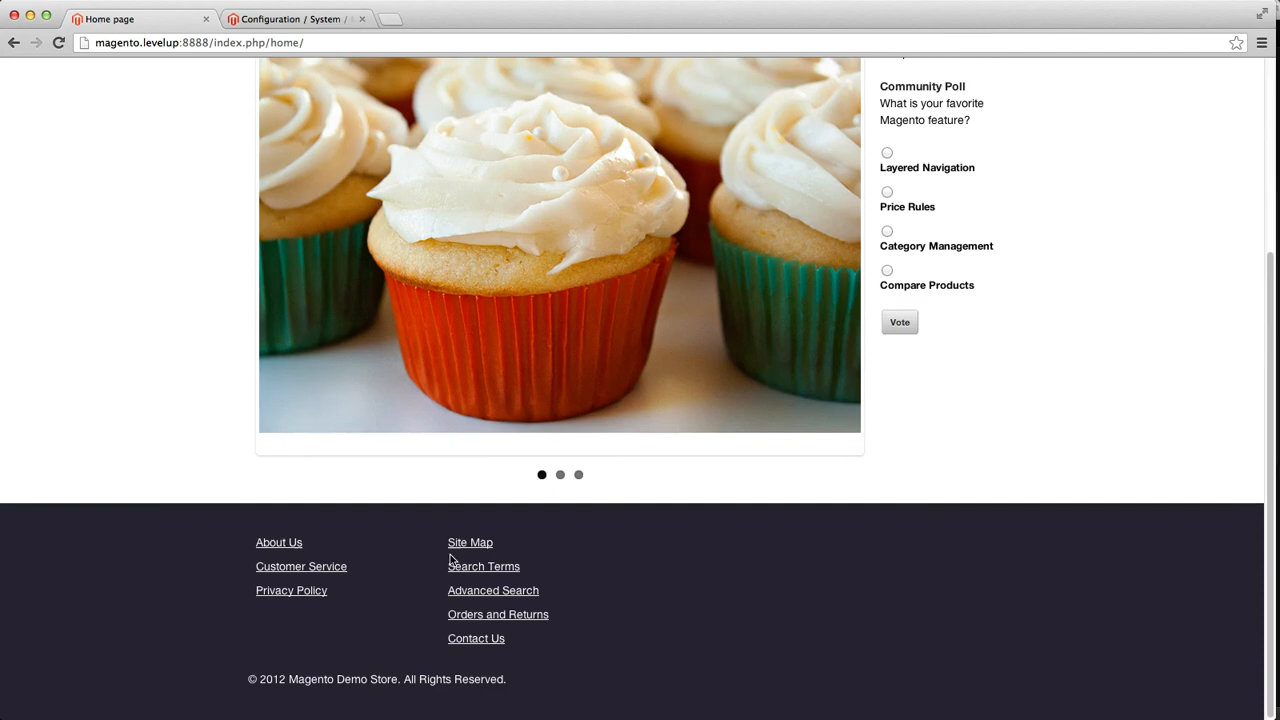 Home page
Configuration / System /
magento.levelup:8888/index.php/home/
Community Poll
What is your favorite
Magento feature?
Layered Navigation
Price Rules
Category Management
Compare Products
Vote
About Us
Customer Service
Privacy Policy
Site Map
Search Terms
Advanced Search
Orders and Returns
Contact Us
© 2012 Magento Demo Store. All Rights Reserved.